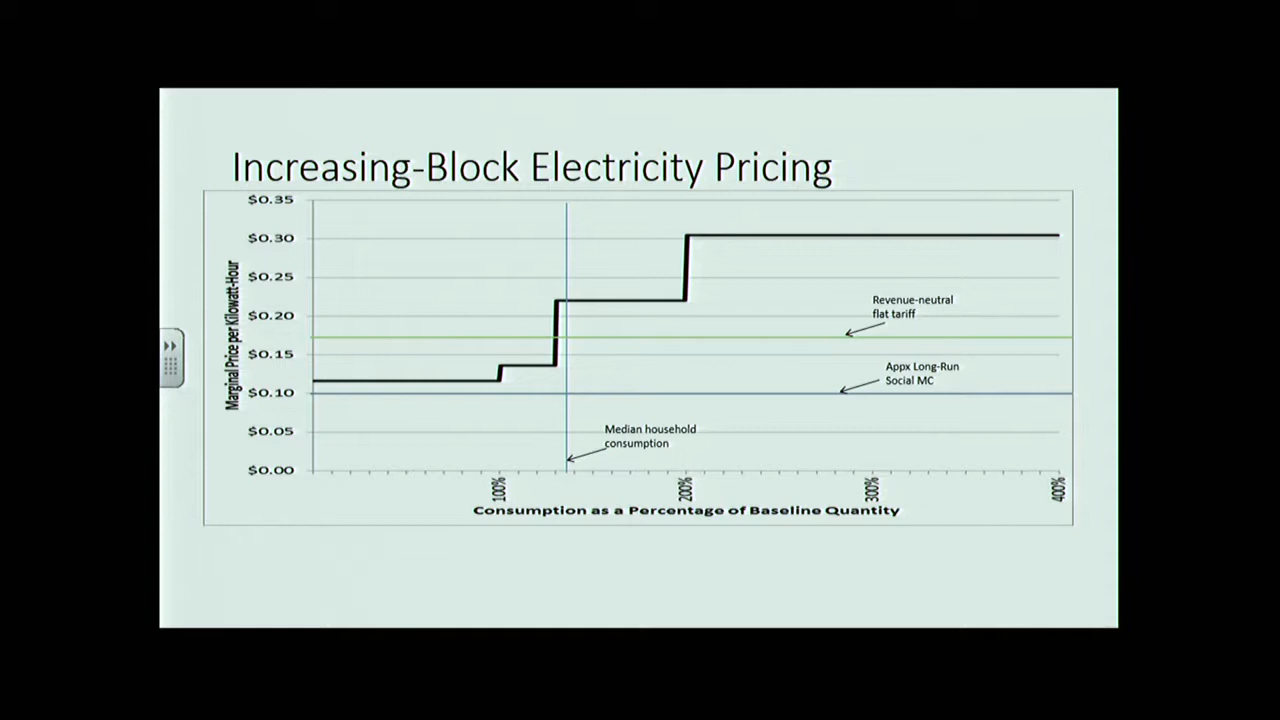 Increasing-Block Electricity Pricing
Marginal Price per Kilowatt-Hour
$0.35
$0.30
$0.25
$0.20
$0.15
$0.10
$0.05
$0.00
Revenue-neutral
flat tariff
Appx Long-Run
Social MC
Median household
consumption
100%
200%
300%
400%
Consumption as a Percentage of Baseline Quantity